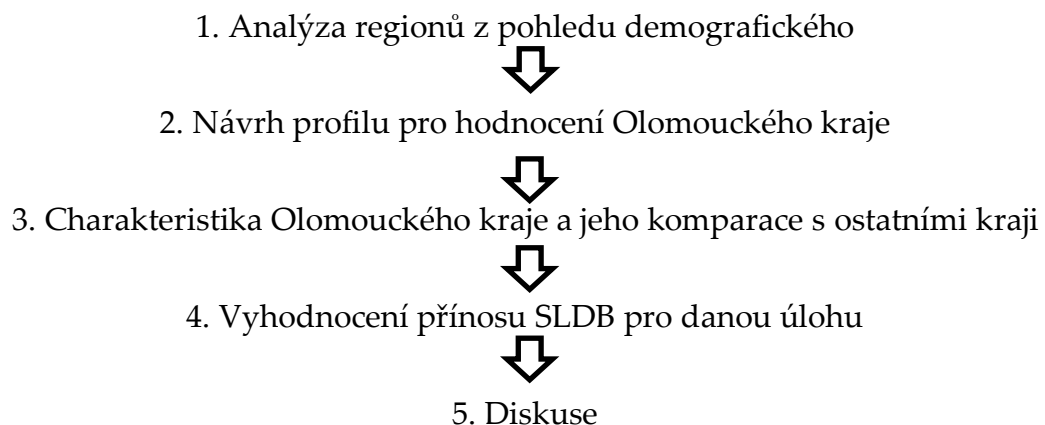 1. Analýza regionů z pohledu demografického
2. Návrh profilu pro hodnocení Olomouckého kraje
3. Charakteristika Olomouckého kraje a jeho komparace s ostatními kraji
4. Vyhodnocení přínosu SLDB pro danou úlohu
5. Diskuse